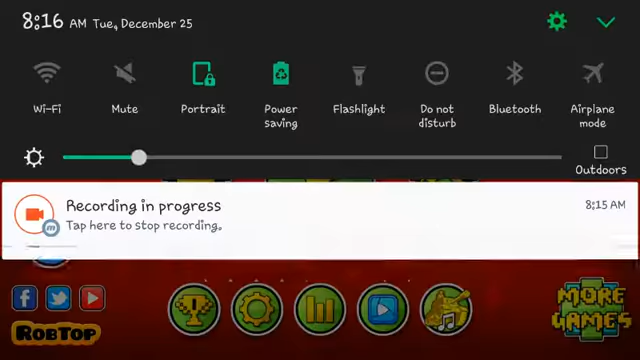 8:16 AM Tue, December 25
Wi-Fi
Mute
Portrait
Power
saving
Flashlight
Do not
disturb
Bluetooth
Airplane
mode
Outdoors
Recording in progress
8:15 AM
Tap here to stop recording.
m
f
RobTop
MORE
GAMES